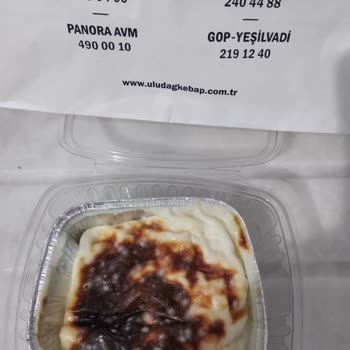 240 44 88
PANORA AVM
490 00 10
GOP-YEŞİLVADİ
219 12 40
www.uludagkebap.com.tr